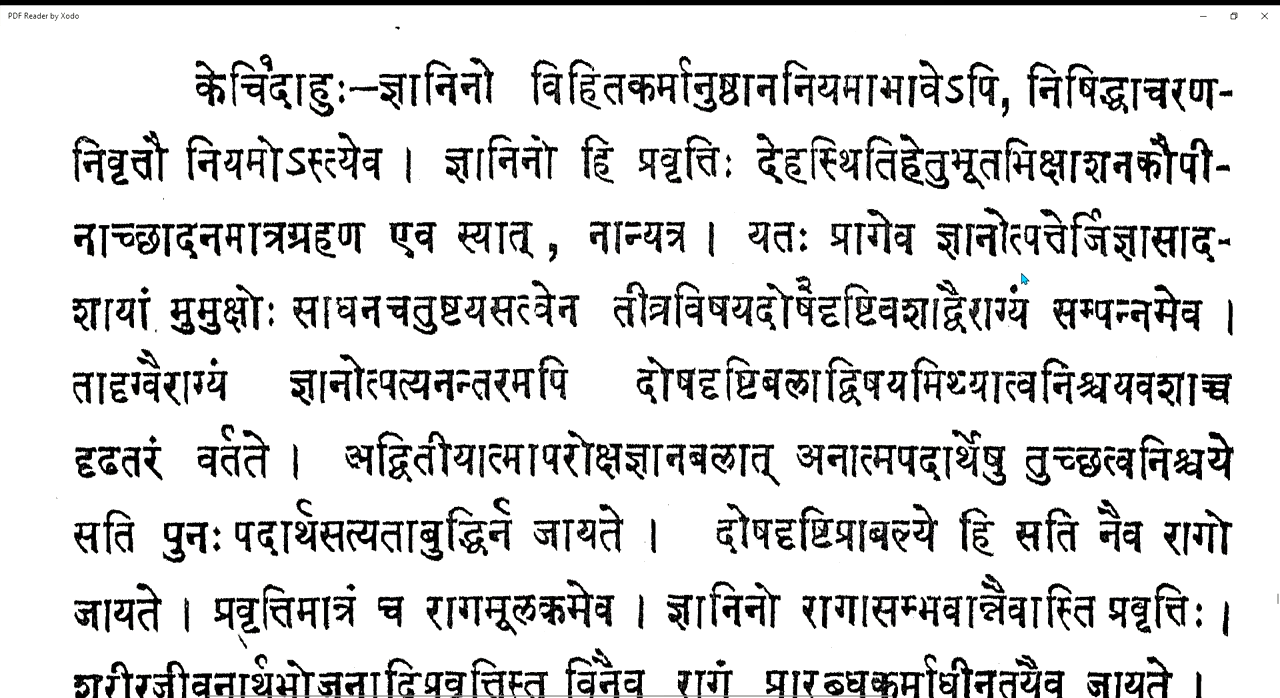 PDF Reader by Xodo
केचिदाहुः—ज्ञानिनो विहितकर्मानुष्ठाननियमाभावेऽपि, निषिद्धाचरण-
निवृत्तौ नियमोऽस्त्येव । ज्ञानिनो हि प्रवृत्तिः देहस्थितिहेतुभूतभिक्षाशनकौपी-
नाच्छादनमात्रग्रहण एव स्यात् , नान्यत्र । यतः प्रागेव ज्ञानोत्पत्तेर्जिज्ञासाद-
शायां मुमुक्षोः साधनचतुष्टयसत्त्वेन तीव्रविषयदोषदृष्टिवशाद्वैराग्यं सम्पन्नमेव ।
तादृग्वैराग्यं ज्ञानोत्पत्यनन्तरमपि दोषदृष्टिबलाद्विषयमिथ्यात्वनिश्चयवशाच्च
दृढतरं वर्तते । अद्वितीयात्मापरोक्षज्ञानबलात् अनात्मपदार्थेषु तुच्छत्वनिश्चये
सति पुनः पदार्थसत्यताबुद्धिर्न जायते । दोषदृष्टिप्राबल्ये हि सति नैव रागो
जायते । प्रवृत्तिमात्रं च रागमूलकमेव । ज्ञानिनो रागासम्भवान्नैवास्ति प्रवृत्तिः ।
शरीरजीवनार्थभोजनादिप्रवृत्तिस्तु विनैव रागं प्रारब्धकर्माधीनतयैव जायते ।